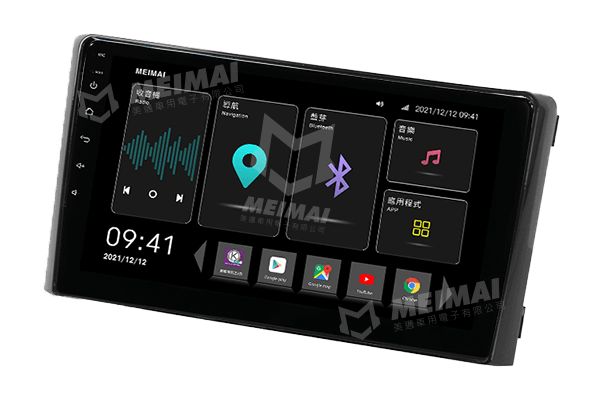 MIC
MEIMAI
2021/12/12 09:41
收音機
Radio
導航
Navigation
藍芽
Bluetooth
音樂
Music
應用程式
APP
09:41
2021/12/12
Google play
Google map
YouTube
Chrome
MEIMAI
美邁車用電子有限公司
MEIMAI
美邁車用電子有限公司
MEIMAI
美邁車用電子有限公司